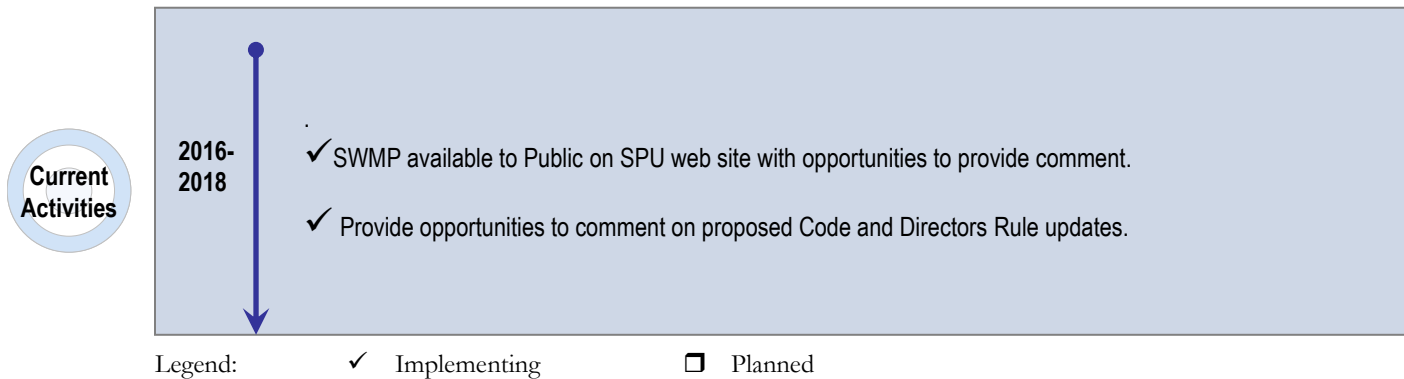 Current
Activities
2016-
2018
.
✓SWMP available to Public on SPU web site with opportunities to provide comment.
✓ Provide opportunities to comment on proposed Code and Directors Rule updates.
Legend: ✓ Implementing ❒ Planned